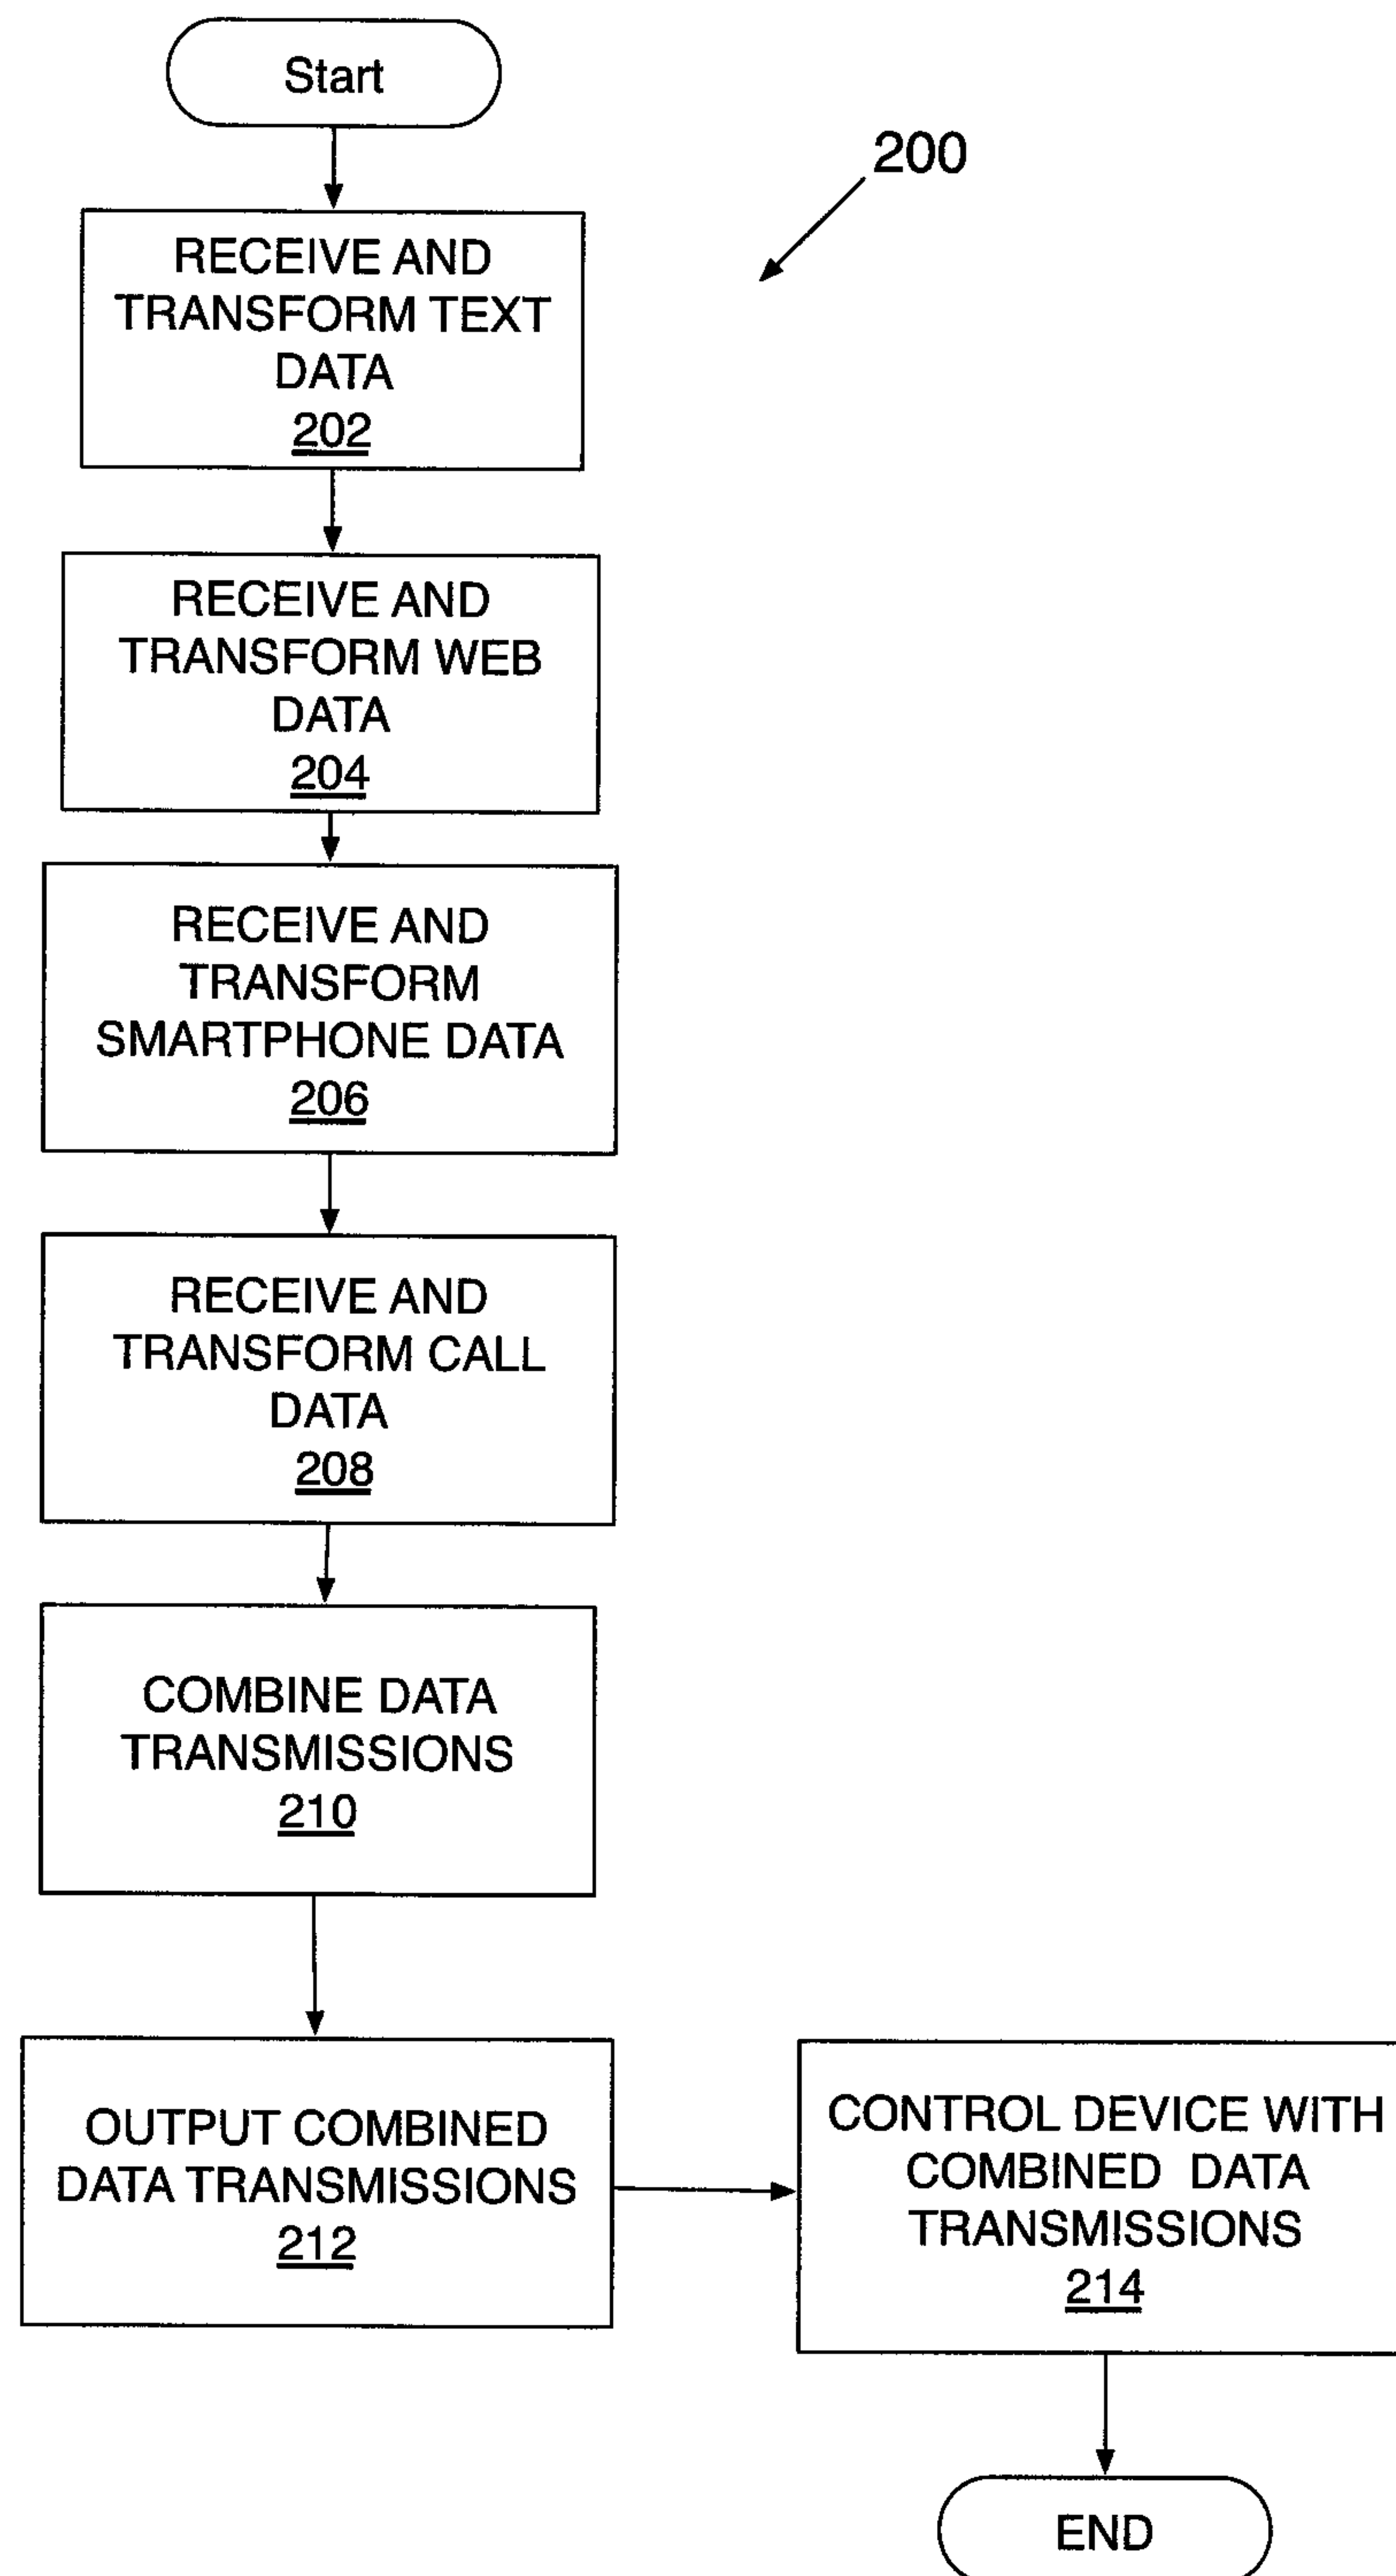 Start
200
RECEIVE AND
TRANSFORM TEXT
DATA
202
RECEIVE AND
TRANSFORM WEB
DATA
204
RECEIVE AND
TRANSFORM
SMARTPHONE DATA
206
RECEIVE AND
TRANSFORM CALL
DATA
208
COMBINE DATA
TRANSMISSIONS
210
OUTPUT COMBINED
DATA TRANSMISSIONS
212
CONTROL DEVICE WITH
COMBINED DATA
TRANSMISSIONS
214
END